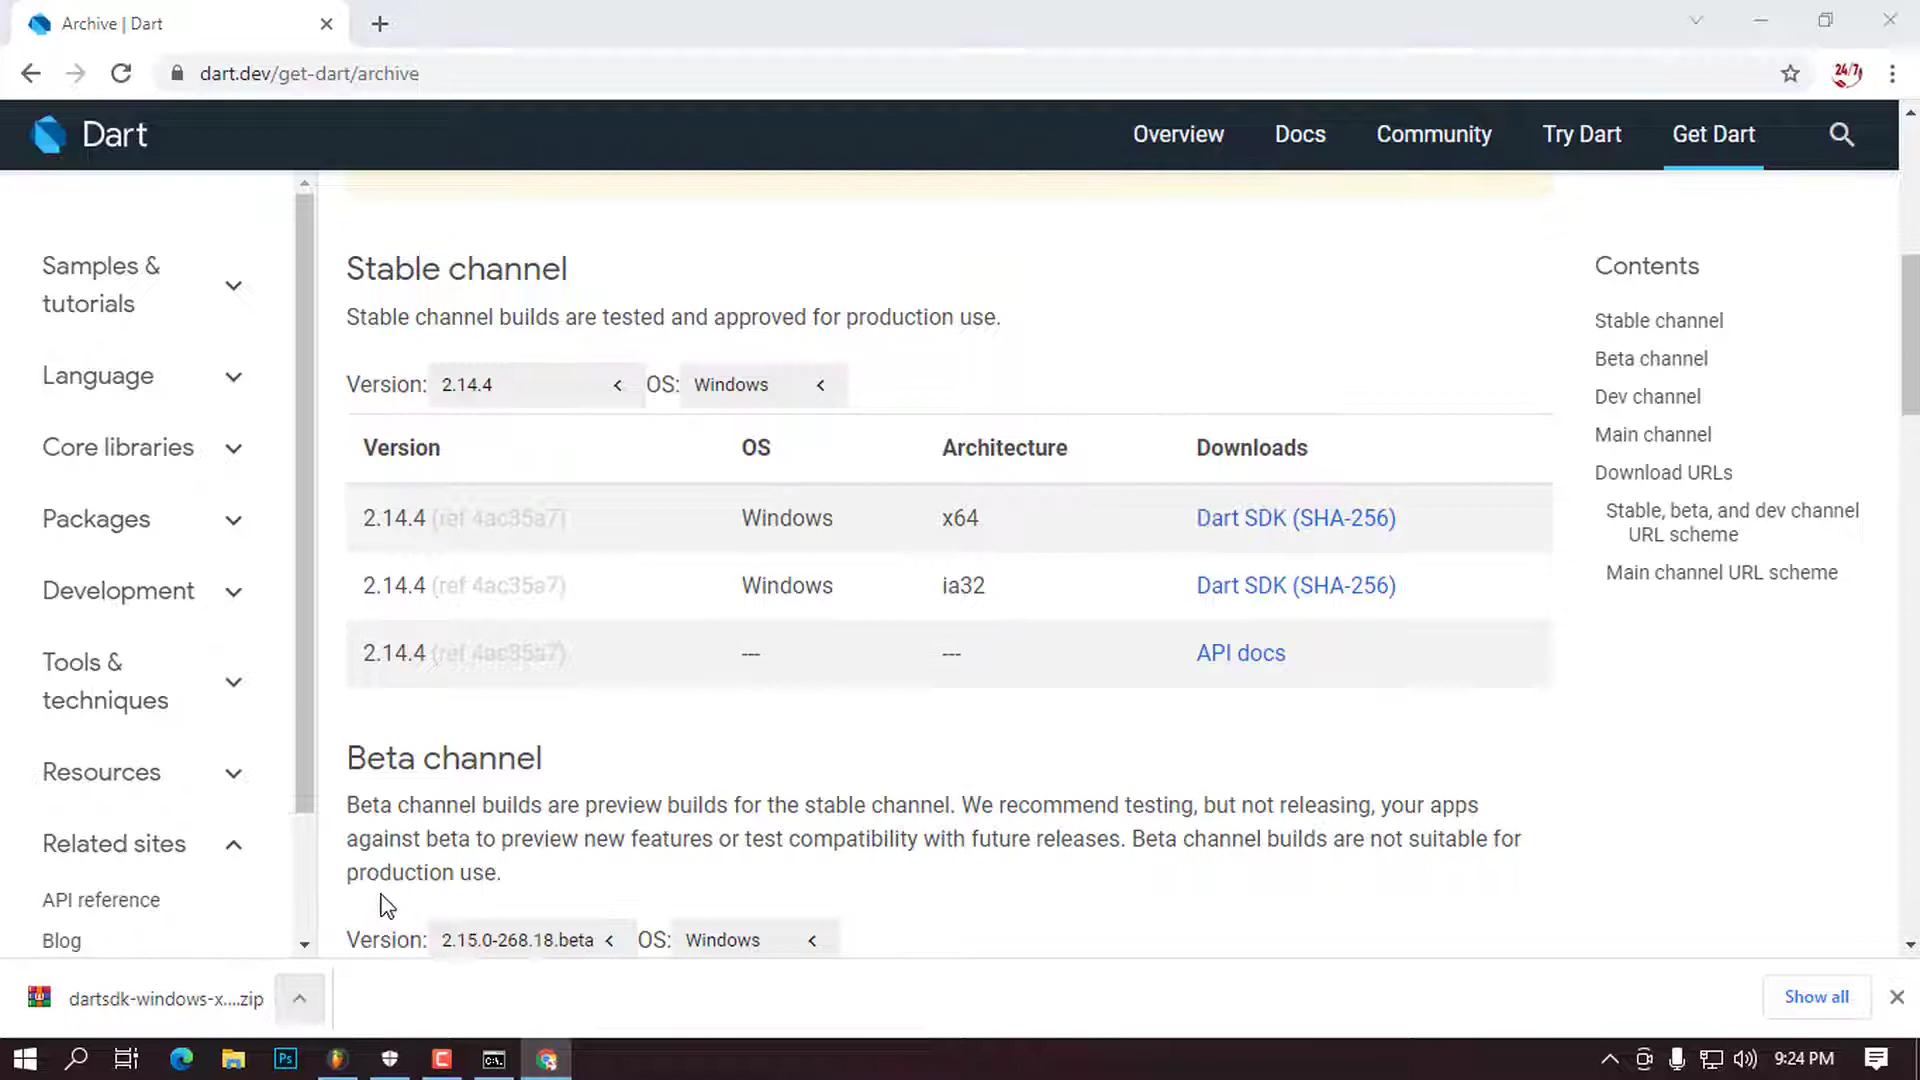 Archive | Dart
dart.dev/get-dart/archive
24/7
Dart
Overview
Docs
Community
Try Dart
Get Dart
Samples &
tutorials
Language
Core libraries
Packages
Development
Tools &
techniques
Resources
Related sites
API reference
Blog
Stable channel
Stable channel builds are tested and approved for production use.
Version: 2.14.4 OS: Windows
Version OS Architecture Downloads
2.14.4 (ref 4ac35a7) Windows x64 Dart SDK (SHA-256)
2.14.4 (ref 4ac35a7) Windows ia32 Dart SDK (SHA-256)
2.14.4 (ref 4ac35a7) --- --- API docs
Beta channel
Beta channel builds are preview builds for the stable channel. We recommend testing, but not releasing, your apps
against beta to preview new features or test compatibility with future releases. Beta channel builds are not suitable for
production use.
Version: 2.15.0-268.18.beta OS: Windows
Contents
Stable channel
Beta channel
Dev channel
Main channel
Download URLs
Stable, beta, and dev channel
URL scheme
Main channel URL scheme
dartsdk-windows-x....zip
Show all
Ps
C:\
9:24 PM